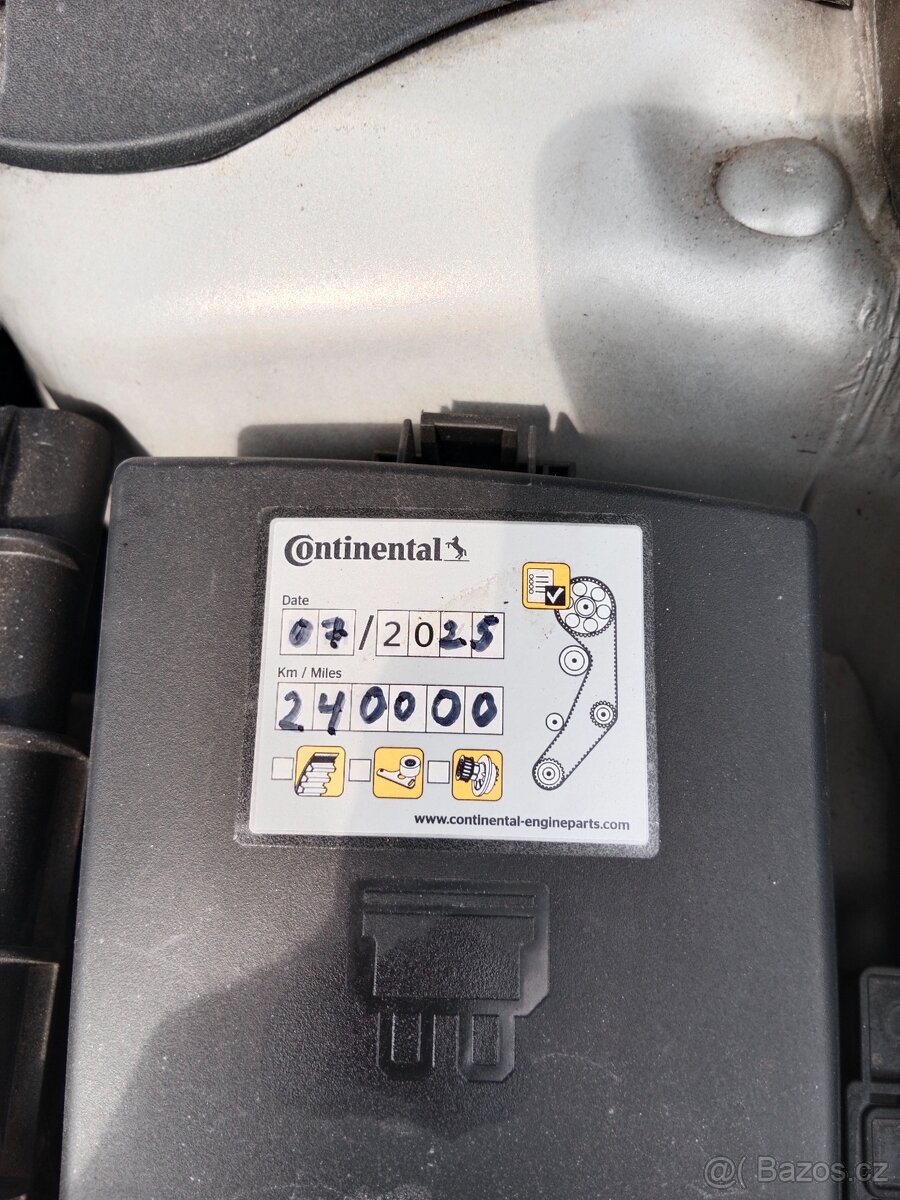 Continental
Date
07/2025
Km / Miles
240000
www.continental-engineparts.com
@( Bazos.cz